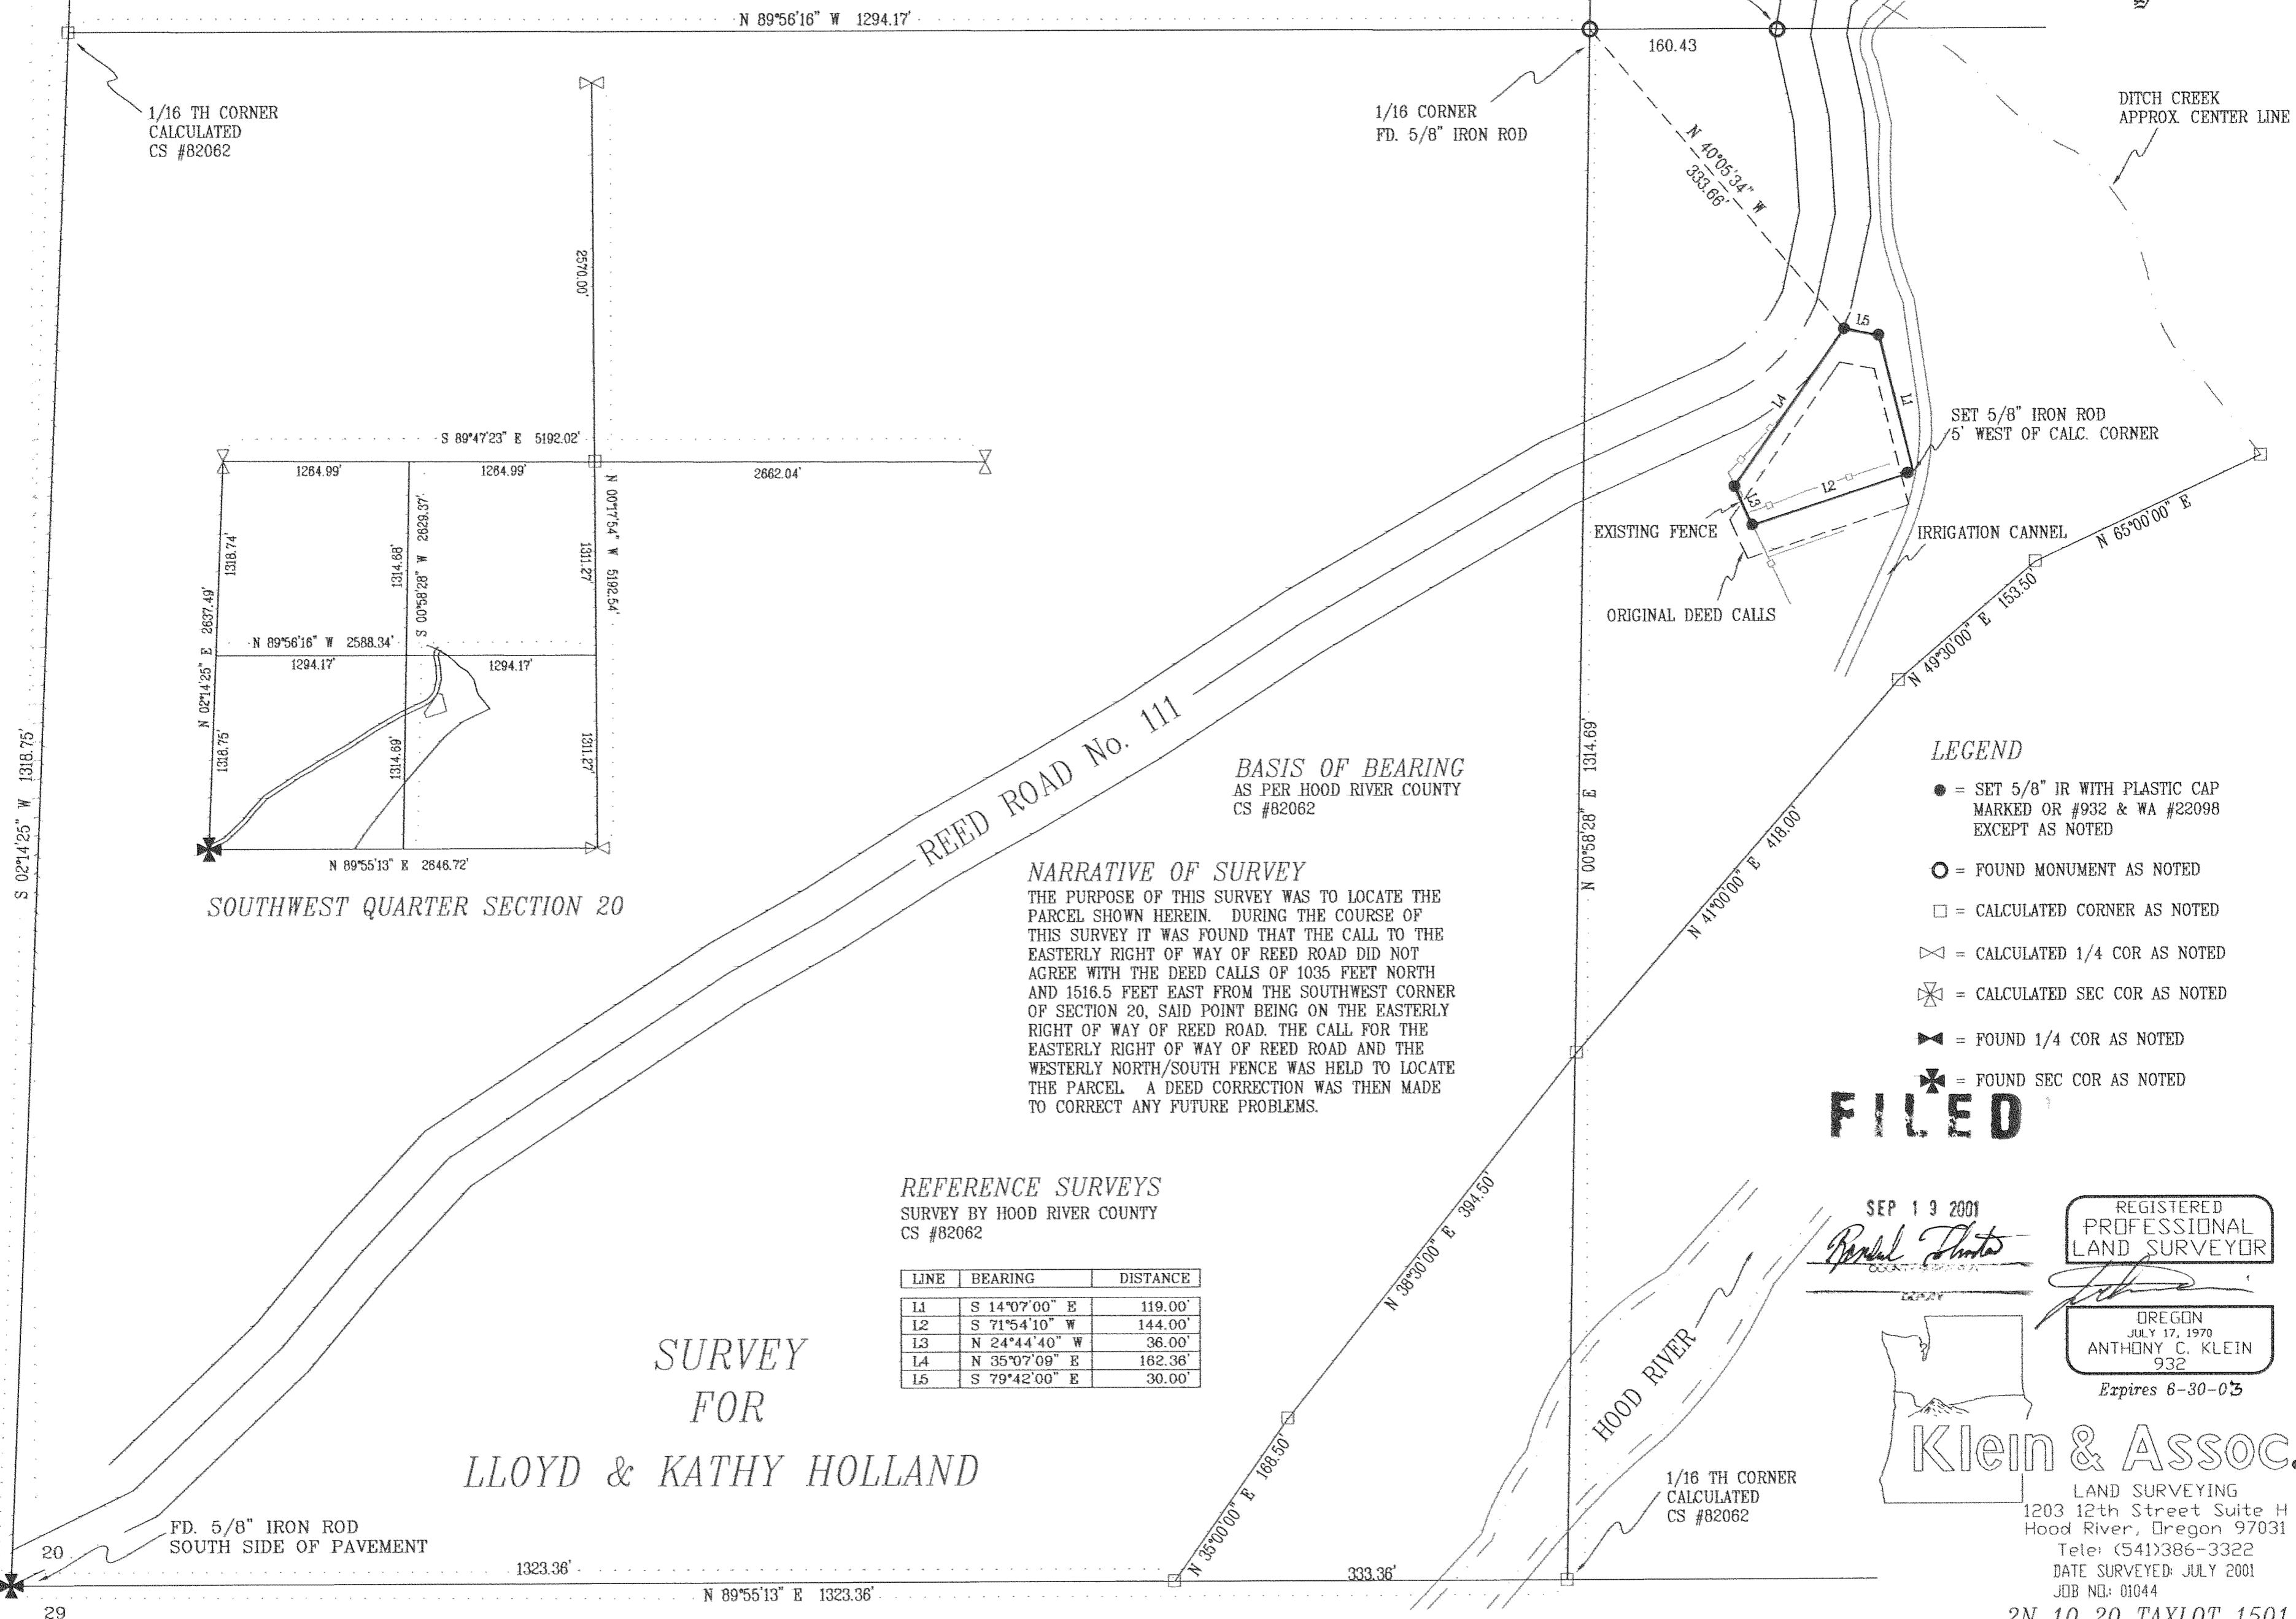 N 89°56'16" W 1294.17'
160.43
1/16 TH CORNER
CALCULATED
CS #82062
1/16 CORNER
FD. 5/8" IRON ROD
N 40°05'34" W
333.66'
DITCH CREEK
APPROX. CENTER LINE
2570.00'
S 89°47'23" E 5192.02'
1264.99'
1264.99'
2662.04'
N 00°17'54" W 5192.54'
1318.74'
1314.68'
S 00°58'28" W 2629.37'
1311.27'
N 02°14'25" E 2637.49'
N 89°56'16" W 2588.34'
1294.17'
1294.17'
1318.75'
1314.69'
1311.27'
N 89°55'13" E 2646.72'
SOUTHWEST QUARTER SECTION 20
S 02°14'25" W 1318.75'
L5
L1
L4
L2
L3
SET 5/8" IRON ROD
5' WEST OF CALC. CORNER
EXISTING FENCE
IRRIGATION CANNEL
ORIGINAL DEED CALLS
N 65°00'00" E
N 49°30'00" E 153.50'
N 41°00'00" E 418.00'
N 00°58'28" E 1314.69'
REED ROAD No. 111
BASIS OF BEARING
AS PER HOOD RIVER COUNTY
CS #82062
NARRATIVE OF SURVEY
THE PURPOSE OF THIS SURVEY WAS TO LOCATE THE
PARCEL SHOWN HEREIN. DURING THE COURSE OF
THIS SURVEY IT WAS FOUND THAT THE CALL TO THE
EASTERLY RIGHT OF WAY OF REED ROAD DID NOT
AGREE WITH THE DEED CALLS OF 1035 FEET NORTH
AND 1516.5 FEET EAST FROM THE SOUTHWEST CORNER
OF SECTION 20, SAID POINT BEING ON THE EASTERLY
RIGHT OF WAY OF REED ROAD. THE CALL FOR THE
EASTERLY RIGHT OF WAY OF REED ROAD AND THE
WESTERLY NORTH/SOUTH FENCE WAS HELD TO LOCATE
THE PARCEL. A DEED CORRECTION WAS THEN MADE
TO CORRECT ANY FUTURE PROBLEMS.
LEGEND
= SET 5/8" IR WITH PLASTIC CAP
MARKED OR #932 & WA #22098
EXCEPT AS NOTED
= FOUND MONUMENT AS NOTED
= CALCULATED CORNER AS NOTED
= CALCULATED 1/4 COR AS NOTED
= CALCULATED SEC COR AS NOTED
= FOUND 1/4 COR AS NOTED
= FOUND SEC COR AS NOTED
FILED
SEP 19 2001
REGISTERED
PROFESSIONAL
LAND SURVEYOR
OREGON
JULY 17, 1970
ANTHONY C. KLEIN
932
Expires 6-30-03
REFERENCE SURVEYS
SURVEY BY HOOD RIVER COUNTY
CS #82062
LINE BEARING DISTANCE
L1 S 14°07'00" E 119.00'
L2 S 71°54'10" W 144.00'
L3 N 24°44'40" W 36.00'
L4 N 35°07'09" E 162.36'
L5 S 79°42'00" E 30.00'
N 38°30'00" E 394.50'
HOOD RIVER
SURVEY
FOR
LLOYD & KATHY HOLLAND
N 35°00'00" E 168.50'
1/16 TH CORNER
CALCULATED
CS #82062
Klein & Assoc.
LAND SURVEYING
1203 12th Street Suite H
Hood River, Oregon 97031
Tele: (541)386-3322
DATE SURVEYED: JULY 2001
JOB NO.: 01044
2N 10 20 TAXLOT 1501
FD. 5/8" IRON ROD
SOUTH SIDE OF PAVEMENT
20
29
1323.36'
333.36'
N 89°55'13" E 1323.36'